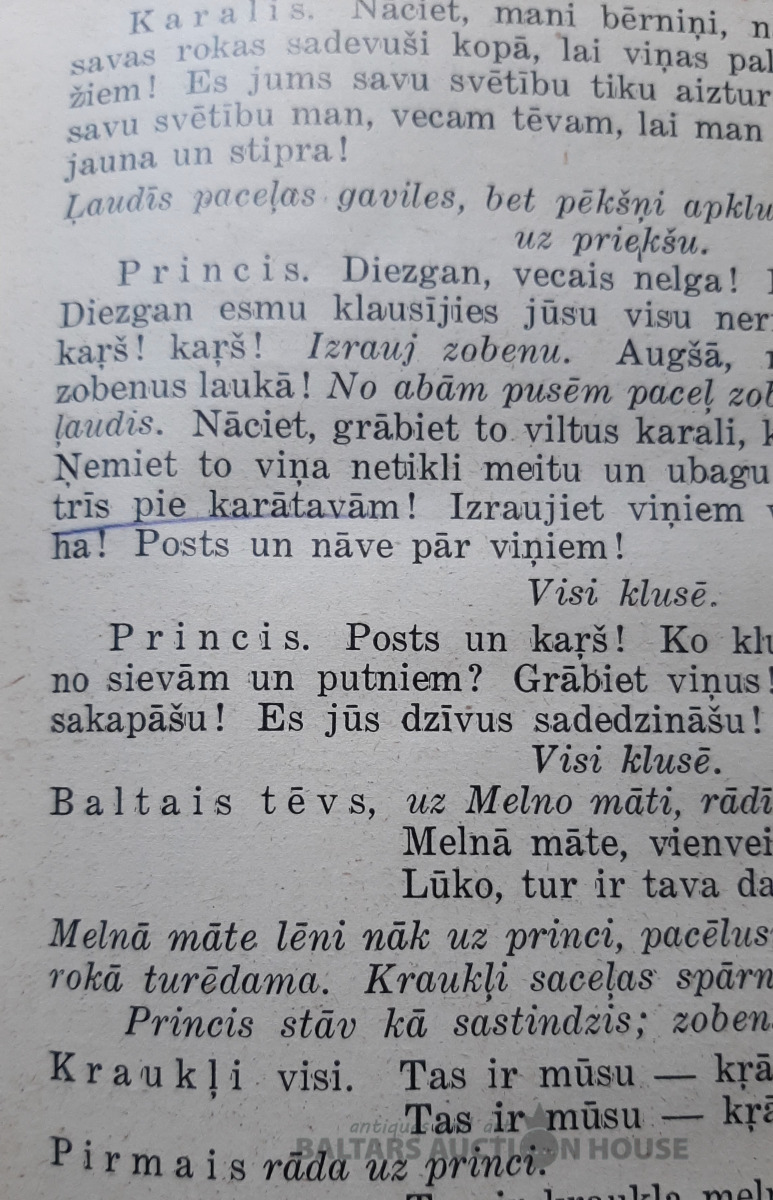 Karalis. Nāciet, mani bērniņi,
savas rokas sadevuši kopā, lai viņas
žiem! Es jums savu svētību tiku
savu svētību man, vecam tēvam, lai man
jauna un stipra!
Ļaudīs paceļas gaviles, bet pēkšņi
uz priekšu.
Princis. Diezgan, vecais nelga!
Diezgan esmu klausījies jūsu visu
kaŗš! kaŗš! Izrauj zobenu. Augšā,
zobenus laukā! No abām pusēm paceļ
ļaudis. Nāciet, grābiet to viltus karali,
Ņemiet to viņa netikli meitu un ubagu
trīs pie karātavām! Izraujiet viņiem
ha! Posts un nāve pār viņiem!
Visi klusē.
Princis. Posts un kaŗš! Ko
no sievām un putniem? Grābiet viņus!
sakapāšu! Es jūs dzīvus sadedzināšu!
Visi klusē.
Baltais tēvs, uz Melno māti,
Melnā māte,
Lūko, tur ir tava
Melnā māte lēni nāk uz princi,
rokā turēdama. Kraukļi saceļas
Princis stāv kā sastindzis;
Kraukļi visi. Tas ir mūsu —
Tas ir mūsu —
BALTARS AUCTION HOUSE
Pirmais rāda uz princi.